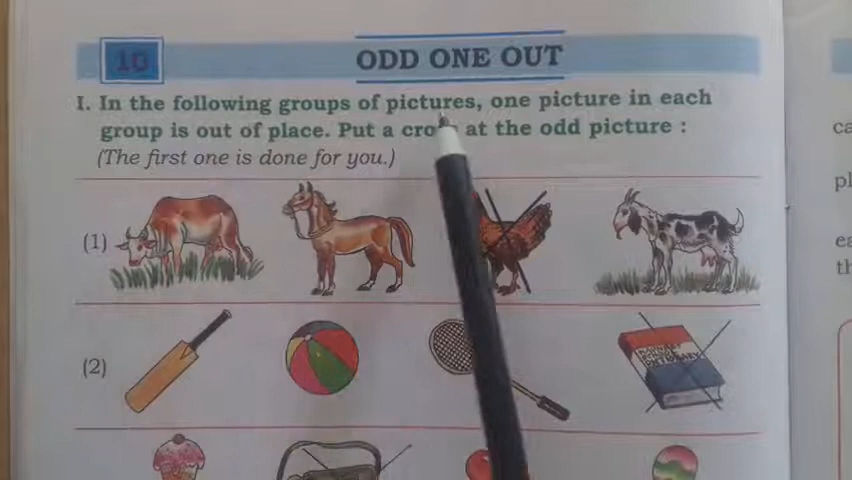 10
ODD ONE OUT
I. In the following groups of pictures, one picture in each
group is out of place. Put a at the odd picture :
(The first one is done for you.)
(1)
(2)
DICTIONARY